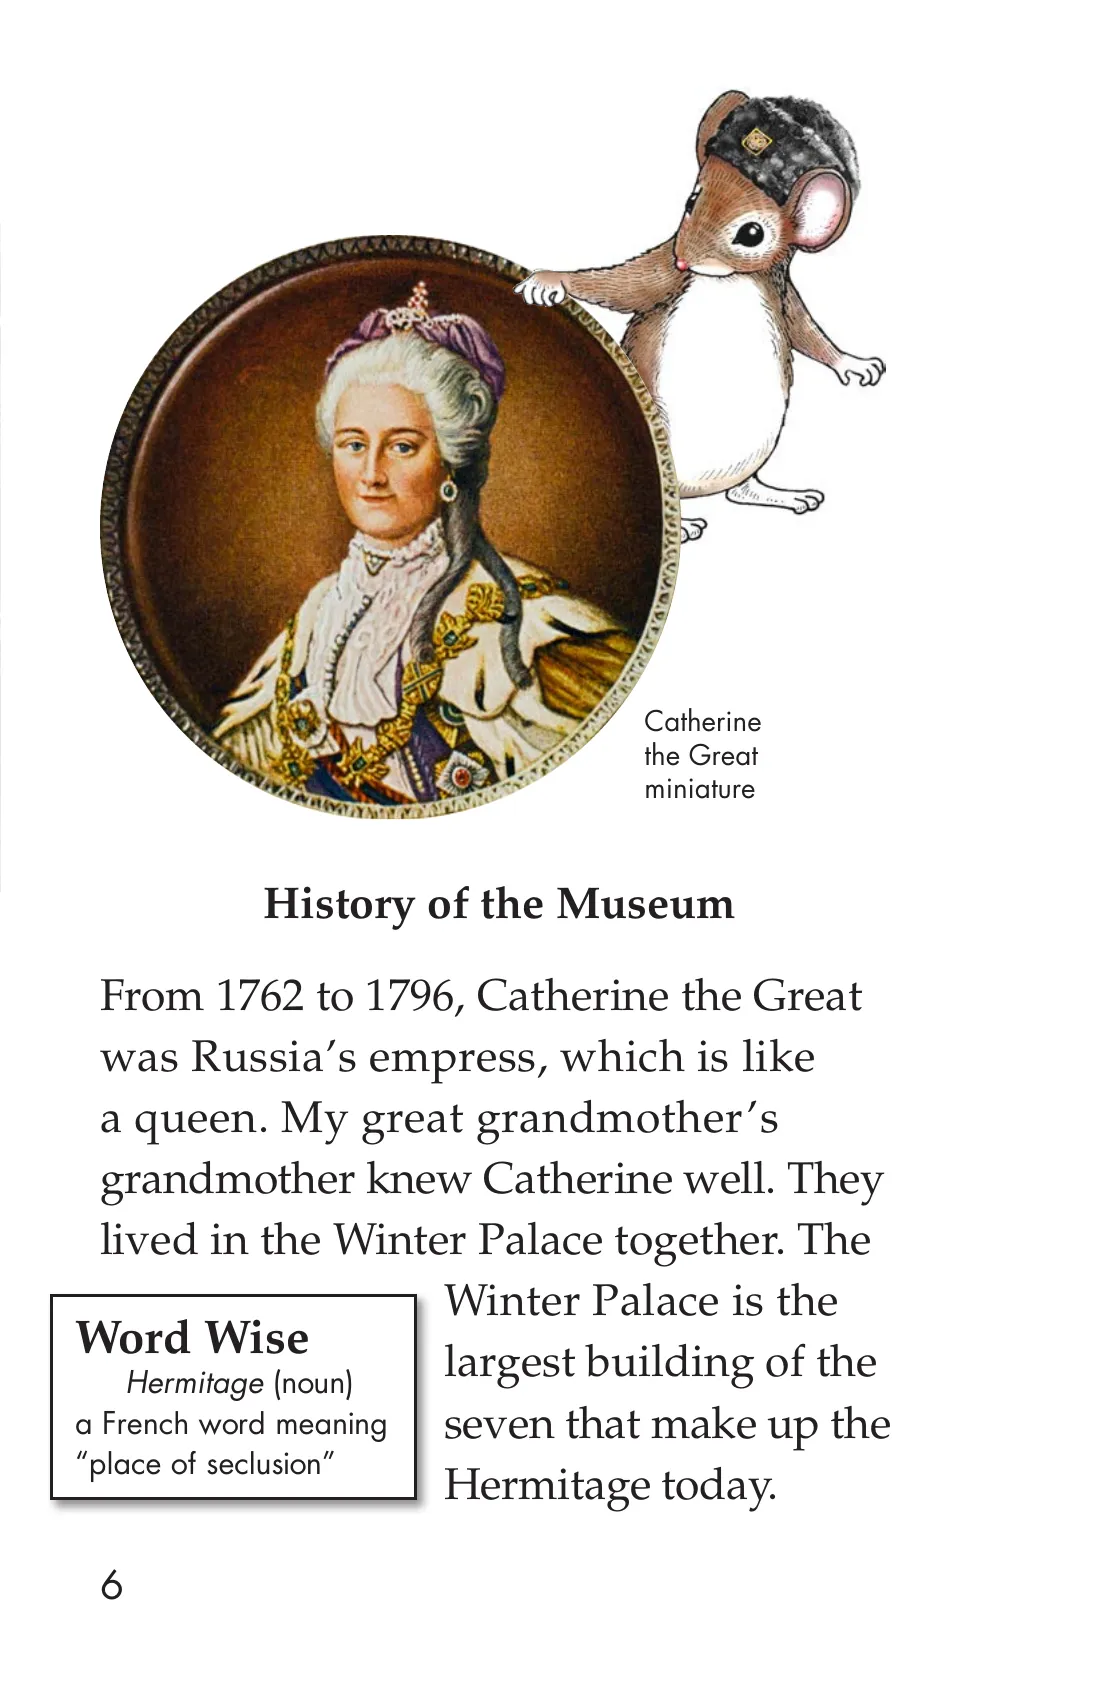 Catherine
the Great
miniature
History of the Museum
From 1762 to 1796, Catherine the Great
was Russia’s empress, which is like
a queen. My great grandmother’s
grandmother knew Catherine well. They
lived in the Winter Palace together. The
Winter Palace is the
largest building of the
seven that make up the
Hermitage today.
Word Wise
Hermitage (noun)
a French word meaning
“place of seclusion”
6